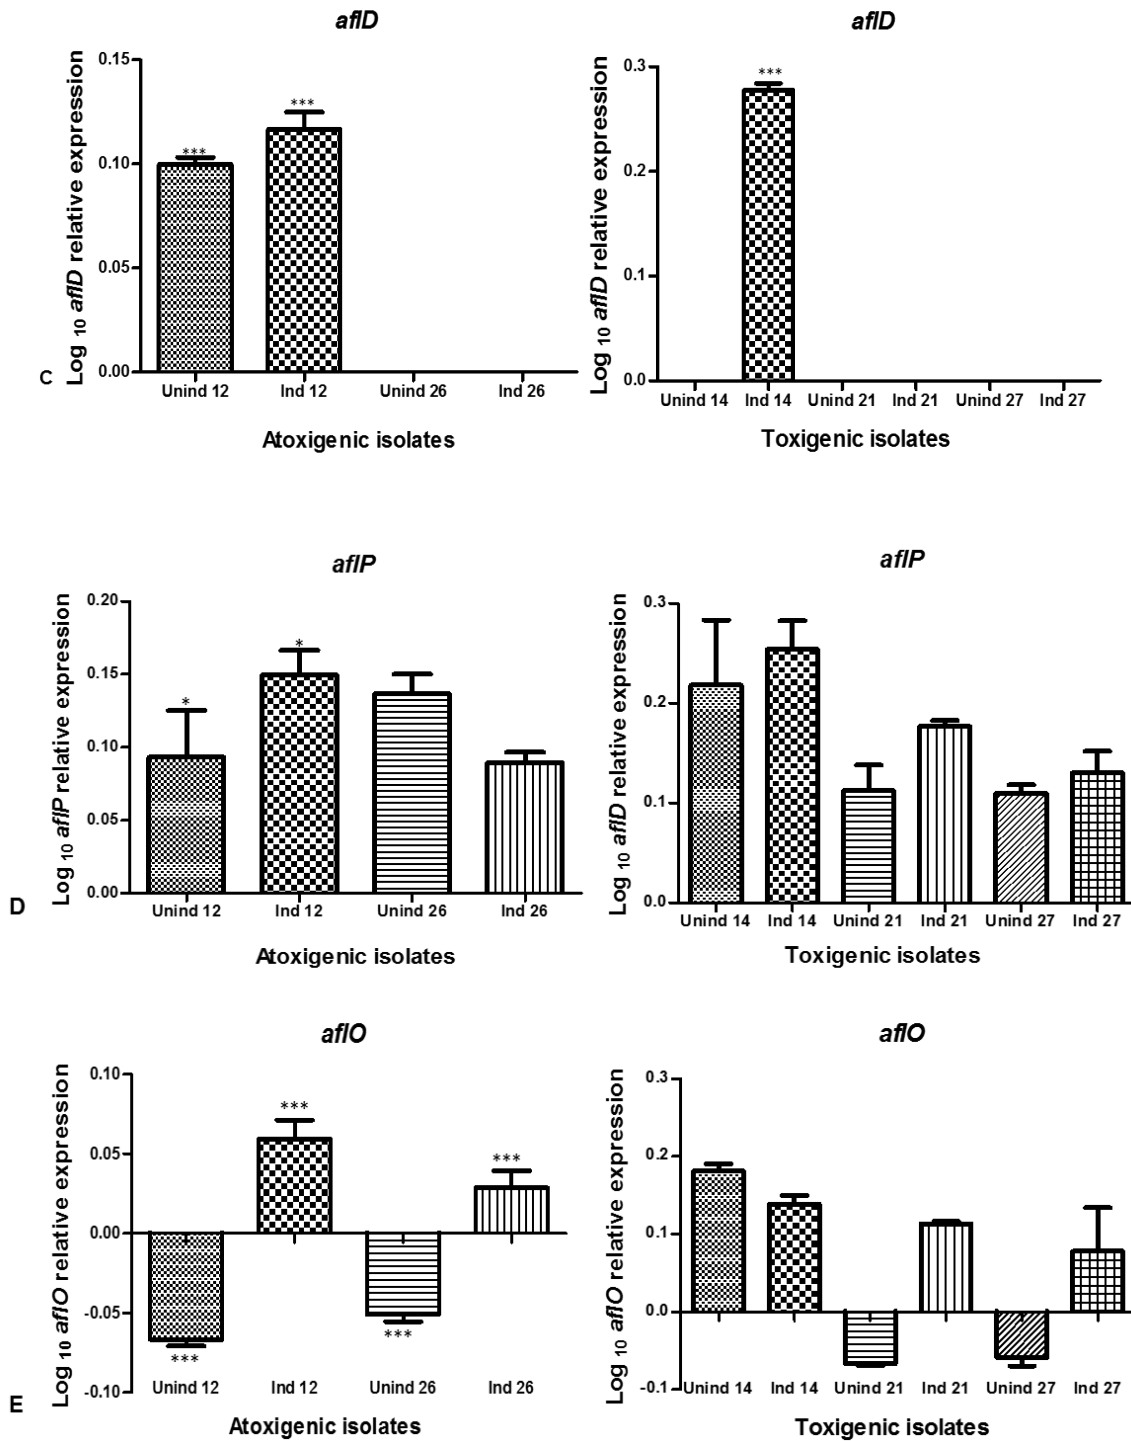 aflD
Log 10 aflD relative expression
0.15
0.10
0.05
0.00
***
***
Unind 12 Ind 12 Unind 26 Ind 26
Atoxigenic isolates
C
aflD
Log 10 aflD relative expression
0.3
0.2
0.1
0.0
***
Unind 14 Ind 14 Unind 21 Ind 21 Unind 27 Ind 27
Toxigenic isolates
aflP
Log 10 aflP relative expression
0.20
0.15
0.10
0.05
0.00
*
*
Unind 12 Ind 12 Unind 26 Ind 26
Atoxigenic isolates
D
aflP
Log 10 aflD relative expression
0.3
0.2
0.1
0.0
Unind 14 Ind 14 Unind 21 Ind 21 Unind 27 Ind 27
Toxigenic isolates
aflO
Log 10 aflO relative expression
0.10
0.05
0.00
-0.05
-0.10
***
***
***
***
Unind 12 Ind 12 Unind 26 Ind 26
Atoxigenic isolates
E
aflO
Log 10 aflO relative expression
0.3
0.2
0.1
0.0
-0.1
Unind 14 Ind 14 Unind 21 Ind 21 Unind 27 Ind 27
Toxigenic isolates